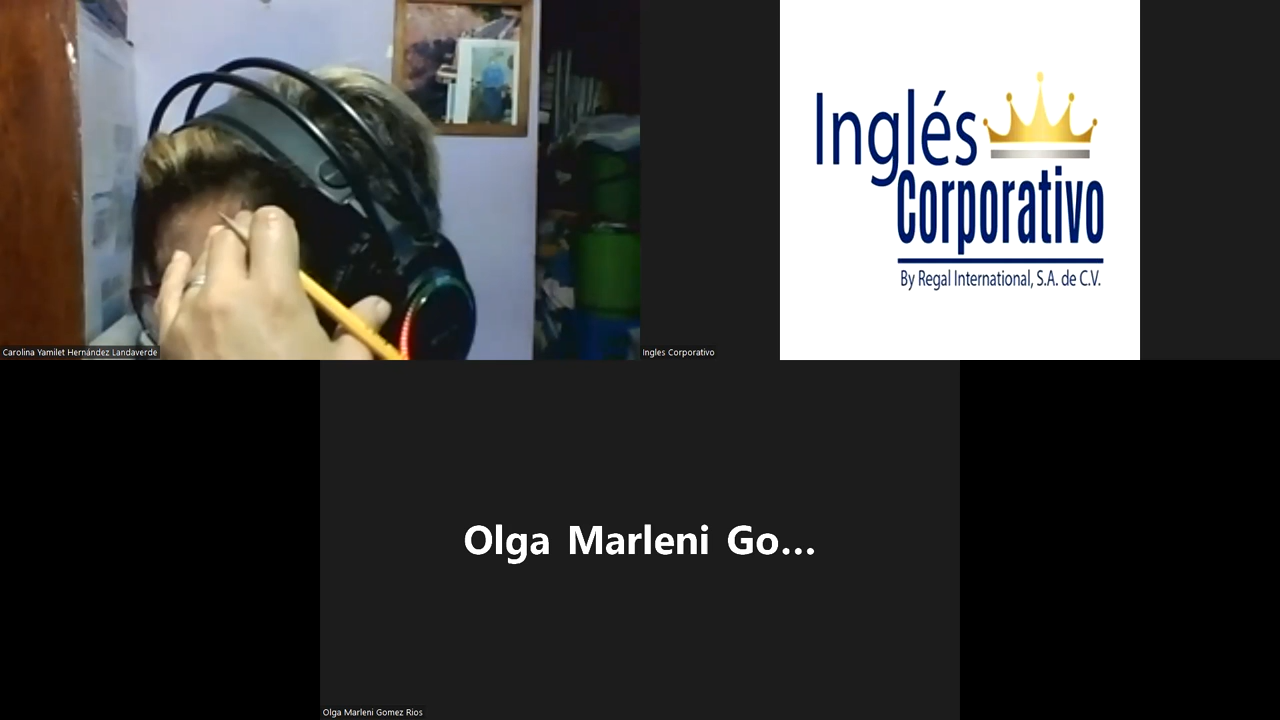 Carolina Yamilet Hernández Landaverde
Inglés
Corporativo
By Regal International, S.A. de C.V.
Ingles Corporativo
Olga Marleni Go...
Olga Marleni Gomez Rios